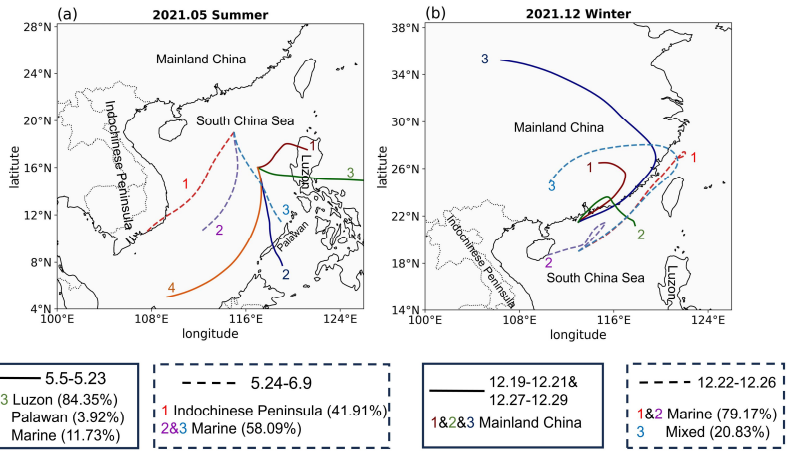 (a) 2021.05 Summer
28°N
24°N
20°N
16°N
12°N
8°N
4°N
latitute
Mainland China
South China Sea
Indochinese Peninsula
Luzon
Palawan
1
1
2
3
3
2
4
100°E 108°E 116°E 124°E
longitude
(b) 2021.12 Winter
38°N
34°N
30°N
26°N
22°N
18°N
14°N
latitute
3
Mainland China
1
1
3
2
2
Indochinese Peninsula
South China Sea
Luzon
100°E 108°E 116°E 124°E
longitude
5.5-5.23
3 Luzon (84.35%)
Palawan (3.92%)
Marine (11.73%)
5.24-6.9
1 Indochinese Peninsula (41.91%)
2&3 Marine (58.09%)
12.19-12.21&
12.27-12.29
1&2&3 Mainland China
12.22-12.26
1&2 Marine (79.17%)
3 Mixed (20.83%)